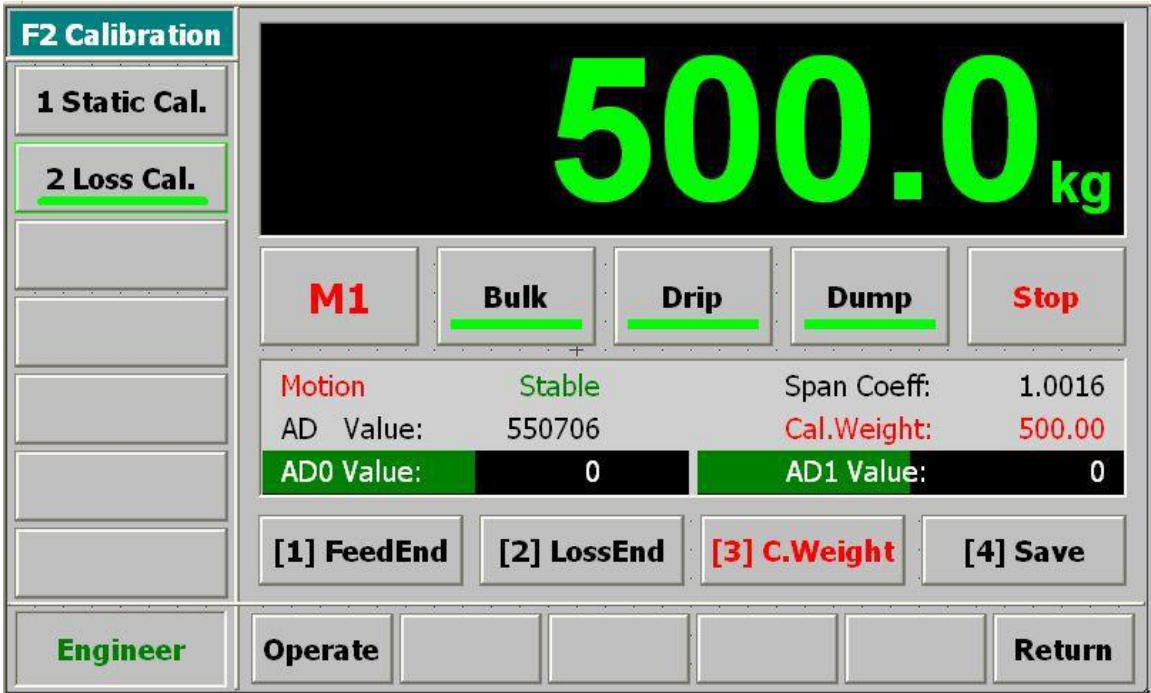 F2 Calibration
1 Static Cal.
2 Loss Cal.
500.0 kg
M1 Bulk Drip Dump Stop
Motion Stable Span Coeff: 1.0016
AD Value: 550706 Cal.Weight: 500.00
AD0 Value: 0 AD1 Value: 0
[1] FeedEnd [2] LossEnd [3] C.Weight [4] Save
Engineer Operate Return